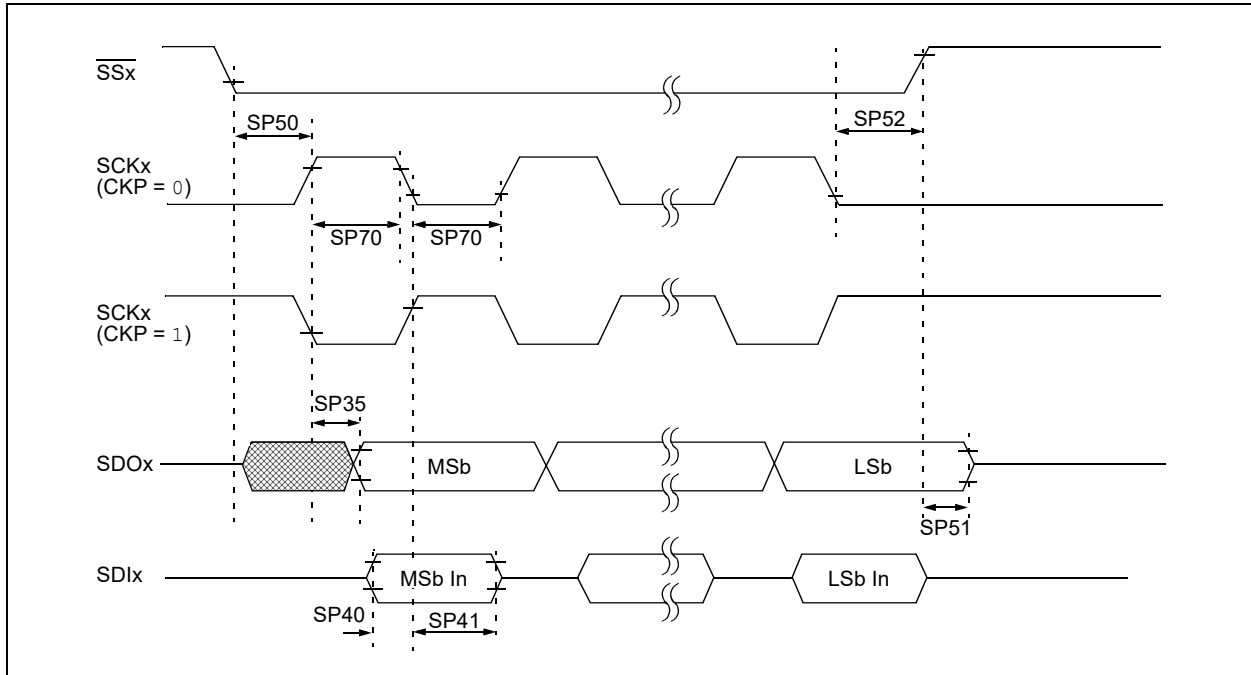 SSx
SP50
SP52
SCKx
(CKP = 0)
SP70
SP70
SCKx
(CKP = 1)
SP35
SDOx
MSb
LSb
SP51
SDIx
MSb In
LSb In
SP40
SP41